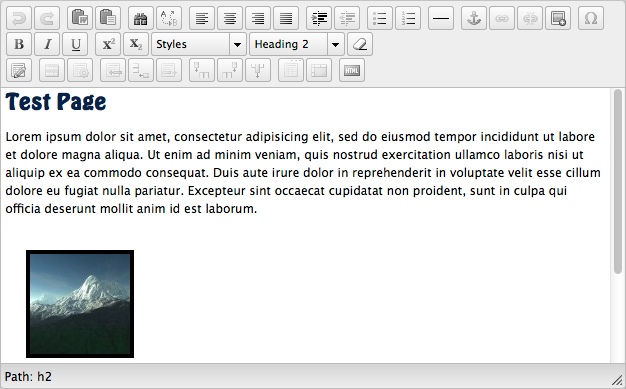 B I U x² X₂ Styles Heading 2
HTML
Test Page
Lorem ipsum dolor sit amet, consectetur adipisicing elit, sed do eiusmod tempor incididunt ut labore
et dolore magna aliqua. Ut enim ad minim veniam, quis nostrud exercitation ullamco laboris nisi ut
aliquip ex ea commodo consequat. Duis aute irure dolor in reprehenderit in voluptate velit esse cillum
dolore eu fugiat nulla pariatur. Excepteur sint occaecat cupidatat non proident, sunt in culpa qui
officia deserunt mollit anim id est laborum.
Path: h2